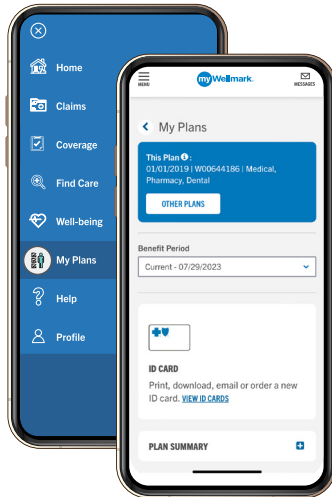 Home
Claims
Coverage
Find Care
Well-being
My Plans
Help
Profile
MENU
myWellmark.
MESSAGES
My Plans
This Plan :
01/01/2019 | W00644186 | Medical,
Pharmacy, Dental
OTHER PLANS
Benefit Period
Current - 07/29/2023
ID CARD
Print, download, email or order a new
ID card. VIEW ID CARDS
PLAN SUMMARY